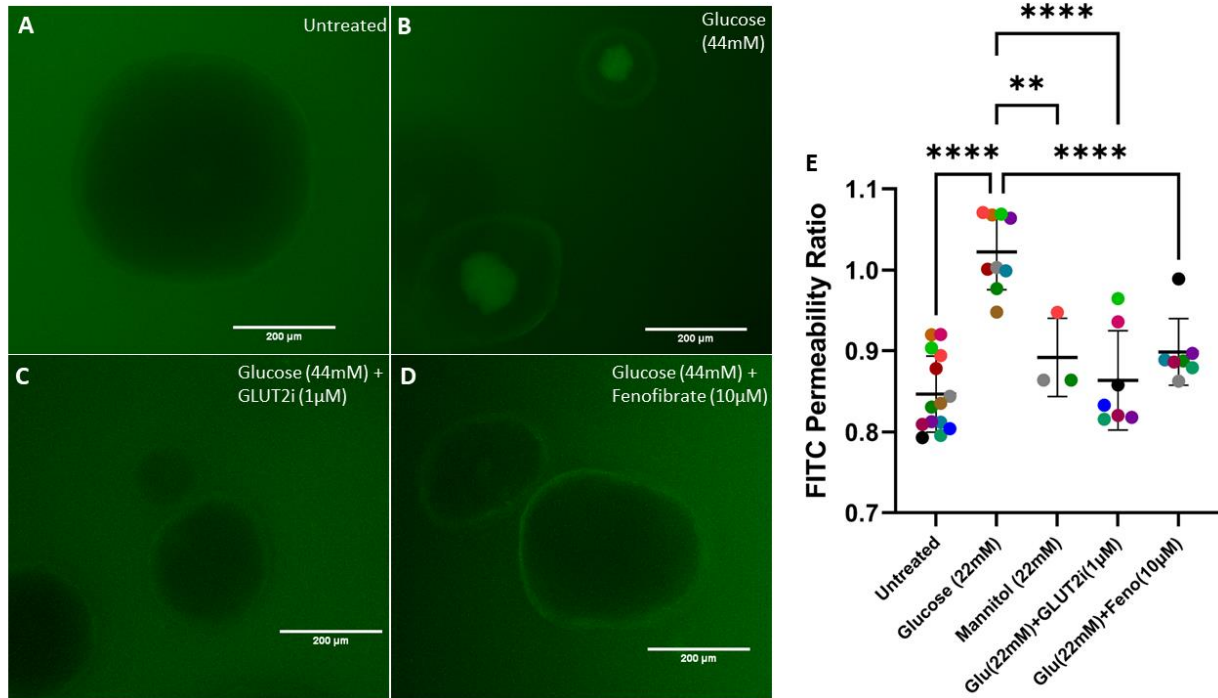 A
Untreated
200 µm
B
Glucose
(44mM)
200 µm
C
Glucose (44mM) +
GLUT2i (1µM)
200 µm
D
Glucose (44mM) +
Fenofibrate (10µM)
200 µm
E
****
**
****
****
FITC Permeability Ratio
1.1
1.0
0.9
0.8
0.7
Untreated
Glucose (22mM)
Mannitol (22mM)
Glu(22mM)+GLUT2i(1µM)
Glu(22mM)+Feno(10µM)